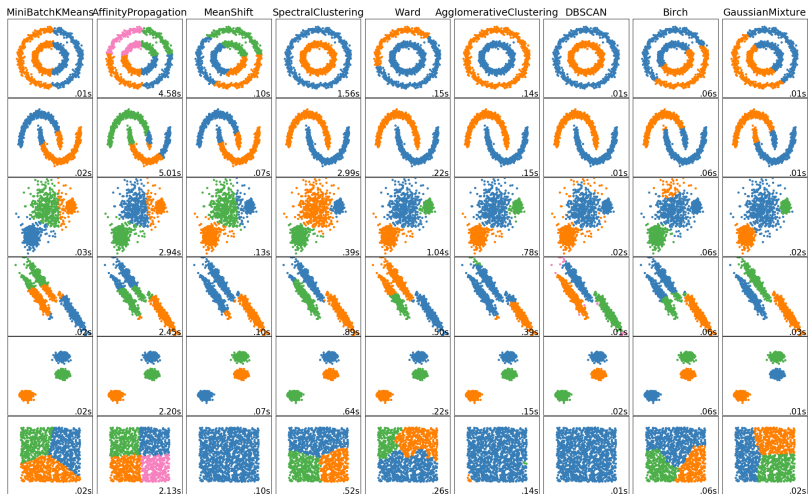 MiniBatchKMeans AffinityPropagation MeanShift SpectralClustering Ward AgglomerativeClustering DBSCAN Birch GaussianMixture
.01s 4.58s .10s 1.56s .15s .14s .01s .06s .01s
.02s 5.01s .07s 2.99s .22s .15s .01s .06s .01s
.03s 2.94s .13s .39s 1.04s .78s .02s .06s .02s
.02s 2.45s .10s .89s .50s .39s .01s .06s .03s
.02s 2.20s .07s .64s .22s .15s .02s .06s .01s
.02s 2.13s .10s .52s .26s .14s .01s .06s .02s